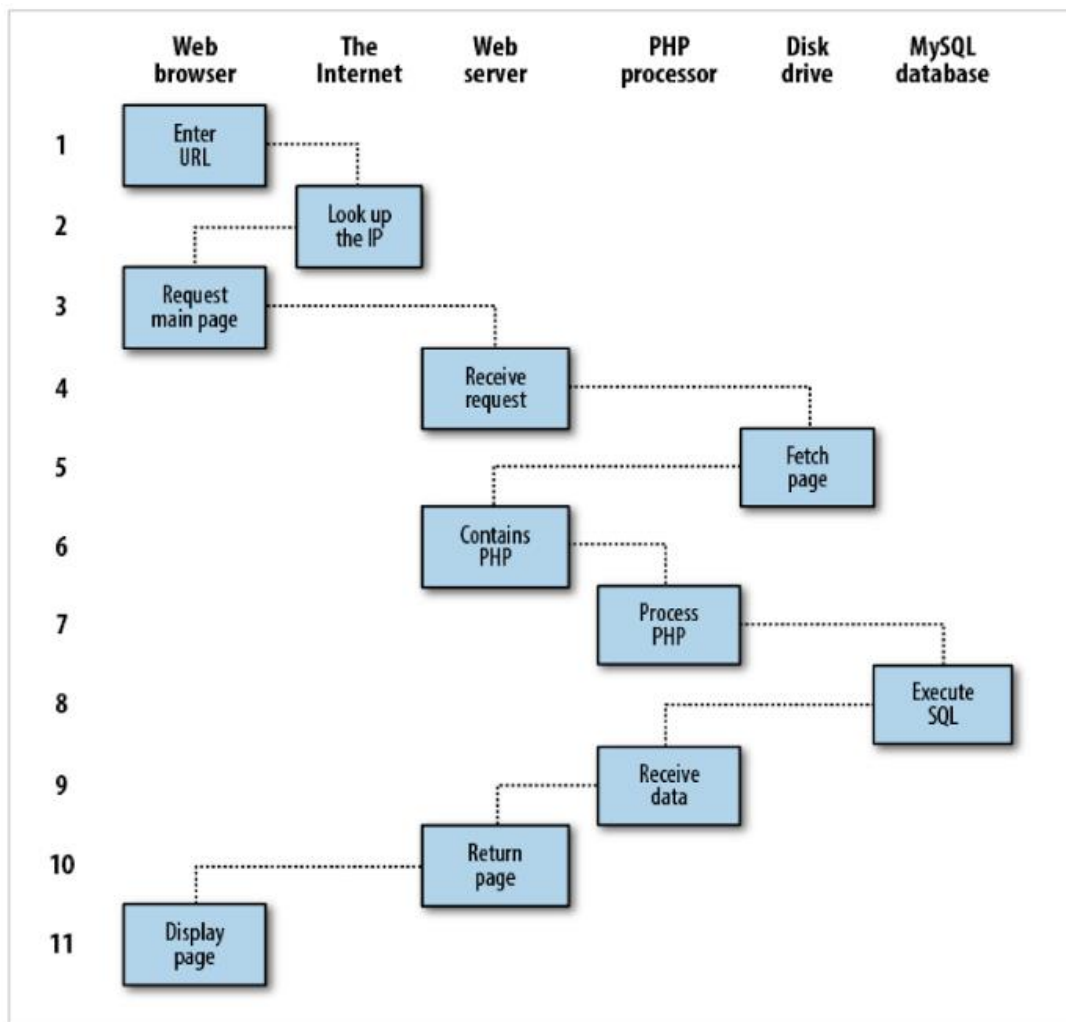 Web
browser
The
Internet
Web
server
PHP
processor
Disk
drive
MySQL
database
1
Enter
URL
2
Look up
the IP
3
Request
main page
4
Receive
request
5
Fetch
page
6
Contains
PHP
7
Process
PHP
8
Execute
SQL
9
Receive
data
10
Return
page
11
Display
page